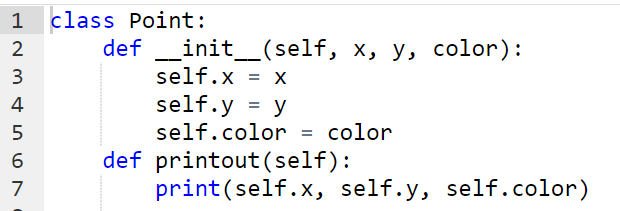 1 class Point:
2     def __init__(self, x, y, color):
3         self.x = x
4         self.y = y
5         self.color = color
6     def printout(self):
7         print(self.x, self.y, self.color)